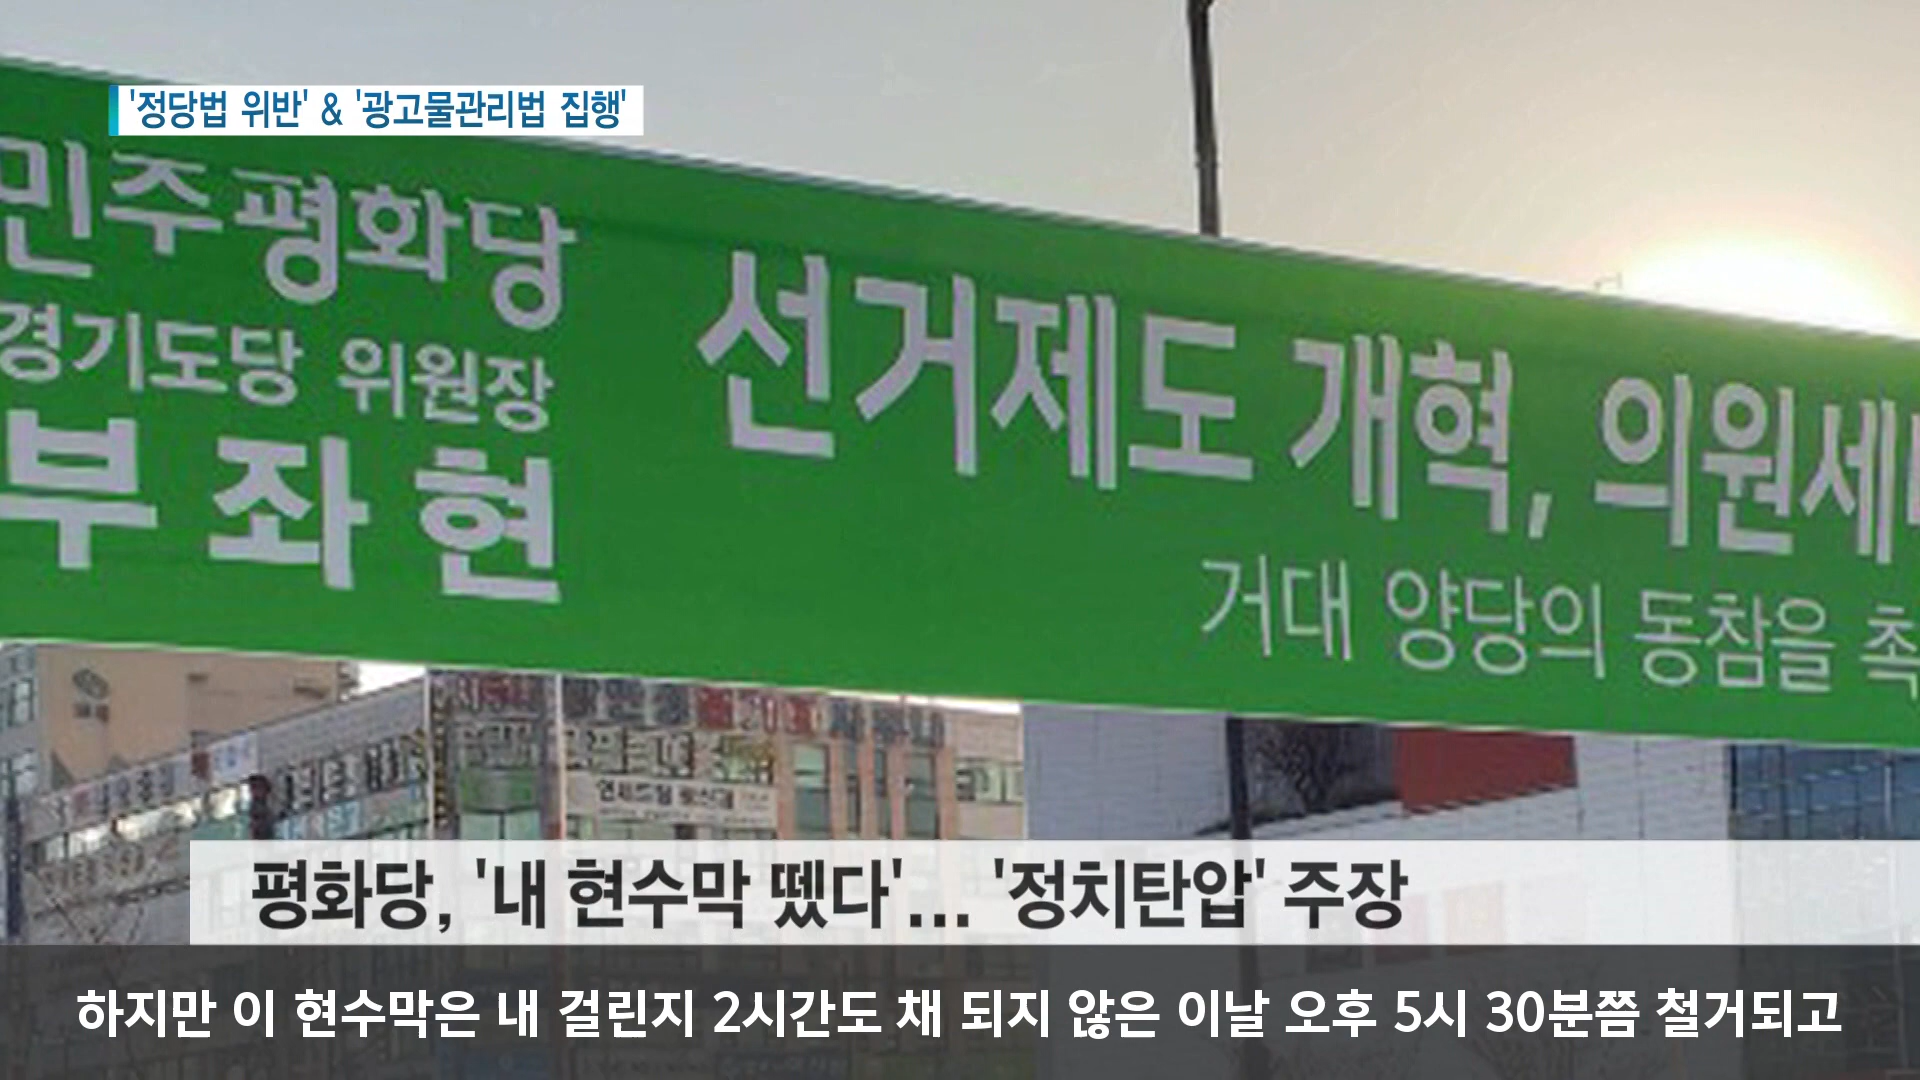 '정당법 위반' & '광고물관리법 집행'
민주평화당
경기도당 위원장
부좌현
선거제도 개혁, 의원세
거대 양당의 동참을 촉
평화당, '내 현수막 뗐다'... '정치탄압' 주장
하지만 이 현수막은 내 걸린지 2시간도 채 되지 않은 이날 오후 5시 30분쯤 철거되고